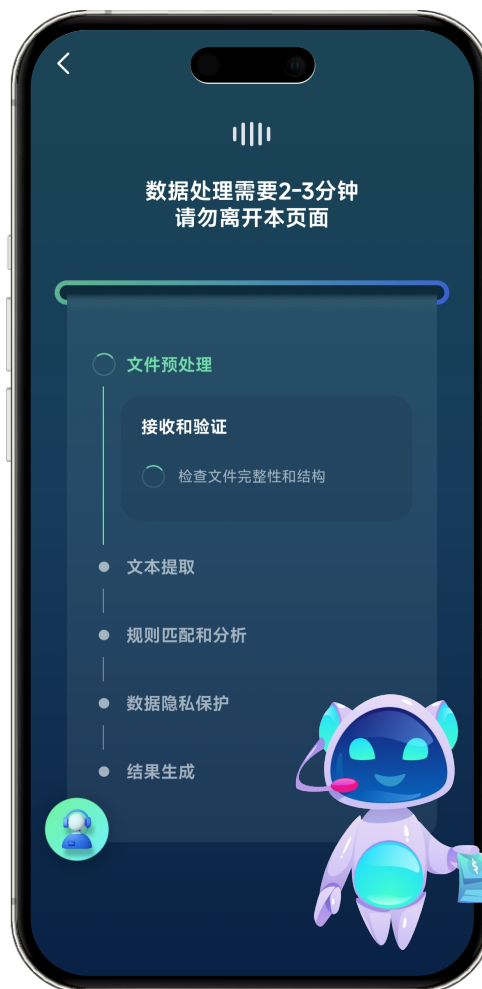 数据处理需要2-3分钟
请勿离开本页面
文件预处理
接收和验证
检查文件完整性和结构
文本提取
规则匹配和分析
数据隐私保护
结果生成